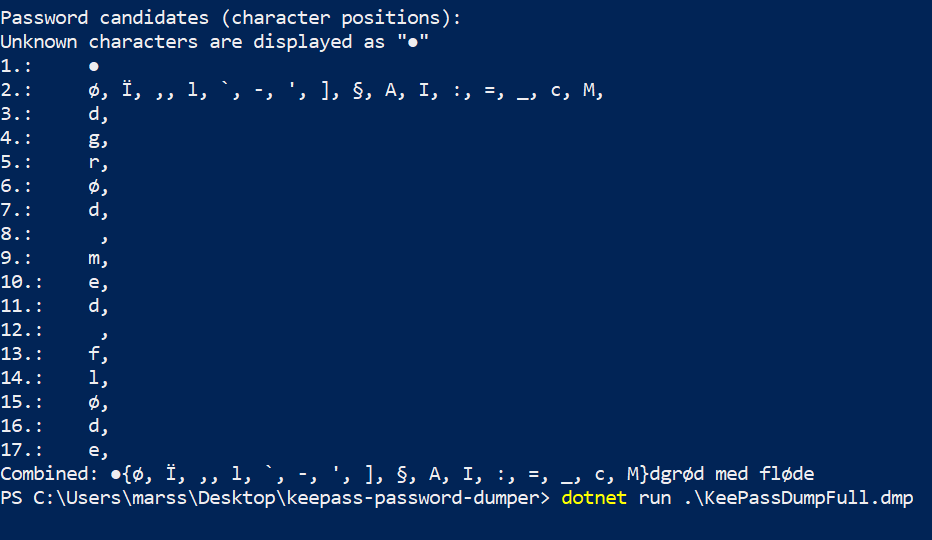 Password candidates (character positions):
Unknown characters are displayed as "●"
1.: ●
2.: ø, Ï, ,, l, `, -, ', ], §, A, I, :, =, _, c, M,
3.: d,
4.: g,
5.: r,
6.: ø,
7.: d,
8.:  ,
9.: m,
10.: e,
11.: d,
12.:  ,
13.: f,
14.: l,
15.: ø,
16.: d,
17.: e,
Combined: ●{ø, Ï, ,, l, `, -, ', ], §, A, I, :, =, _, c, M}dgrød med fløde
PS C:\Users\marss\Desktop\keepass-password-dumper> dotnet run .\KeePassDumpFull.dmp